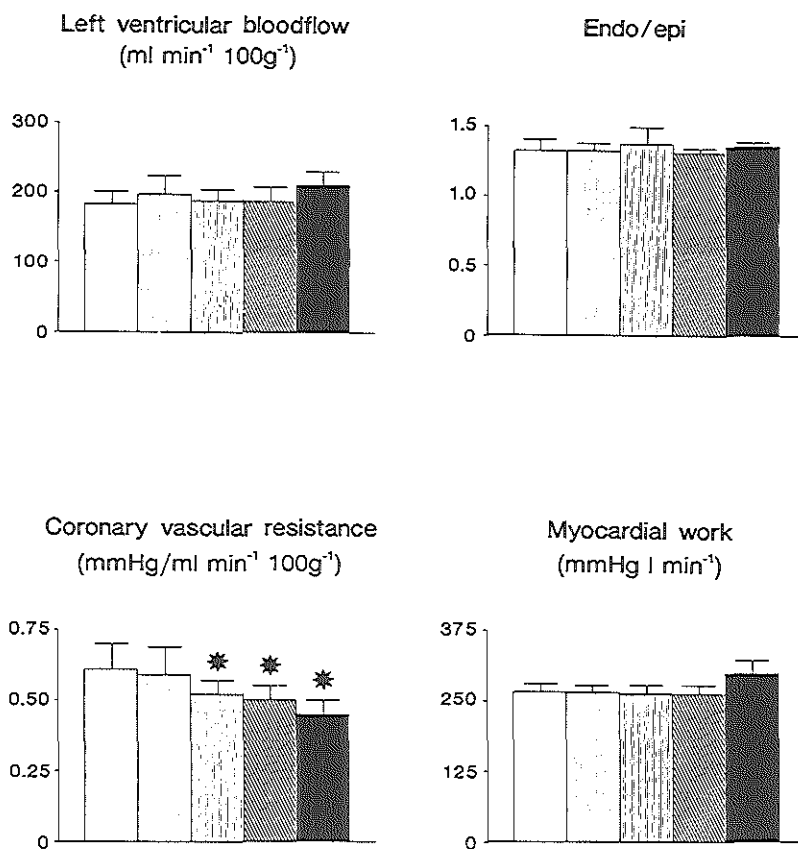 Left ventricular bloodflow
(ml min⁻¹ 100g⁻¹)
300
200
100
0
Endo/epi
1.5
1.0
0.5
0
Coronary vascular resistance
(mmHg/ml min⁻¹ 100g⁻¹)
0.75
0.50
0.25
0
Myocardial work
(mmHg l min⁻¹)
375
250
125
0